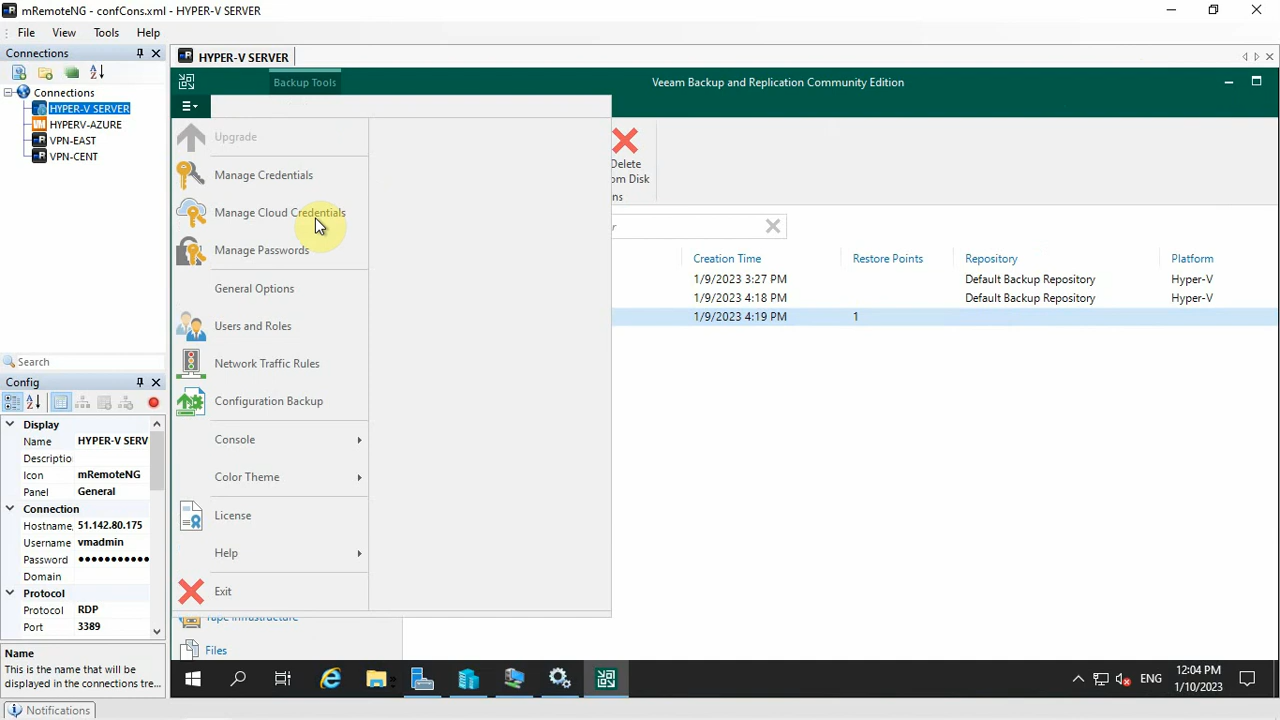 mRemoteNG - confCons.xml - HYPER-V SERVER
File View Tools Help
Connections
Connections
HYPER-V SERVER
HYPERV-AZURE
VPN-EAST
VPN-CENT
Search
Config
Display
Name HYPER-V SERV
Descriptio
Icon mRemoteNG
Panel General
Connection
Hostname, 51.142.80.175
Username vmadmin
Password ●●●●●●●●●●●
Domain
Protocol
Protocol RDP
Port 3389
Name
This is the name that will be
displayed in the connections tre...
Notifications
HYPER-V SERVER
Backup Tools
Veeam Backup and Replication Community Edition
Upgrade
Manage Credentials
Manage Cloud Credentials
Manage Passwords
General Options
Users and Roles
Network Traffic Rules
Configuration Backup
Console
Color Theme
License
Help
Exit
Tape Infrastructure
Files
Delete
om Disk
ns
r
Creation Time Restore Points Repository Platform
1/9/2023 3:27 PM Default Backup Repository Hyper-V
1/9/2023 4:18 PM Default Backup Repository Hyper-V
1/9/2023 4:19 PM 1
ENG
12:04 PM
1/10/2023